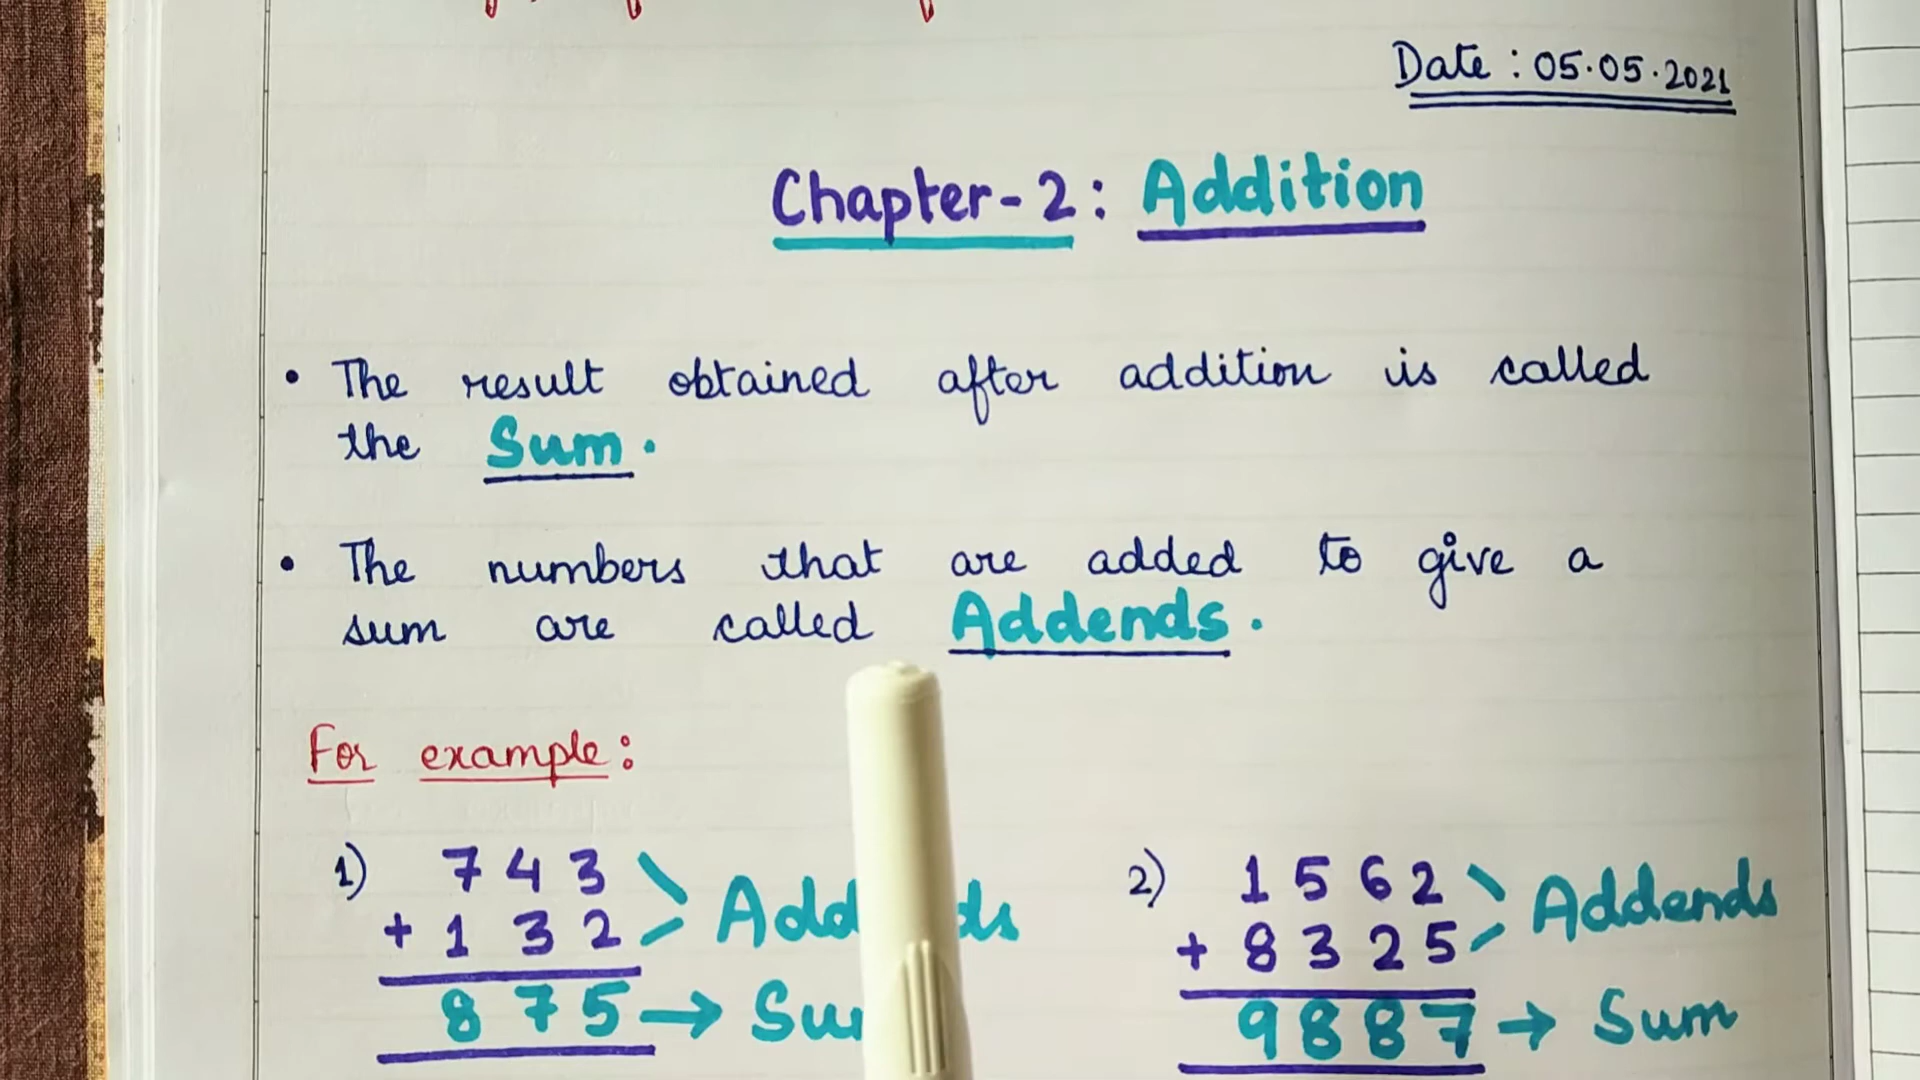 Date : 05.05.2021
Chapter-2: Addition
• The result obtained after addition is called
the Sum.
• The numbers that are added to give a
sum are called Addends.
For example:
1) 743
+ 132
Addends
875 → Sum
2) 1562
+ 8325
Addends
9887 → Sum